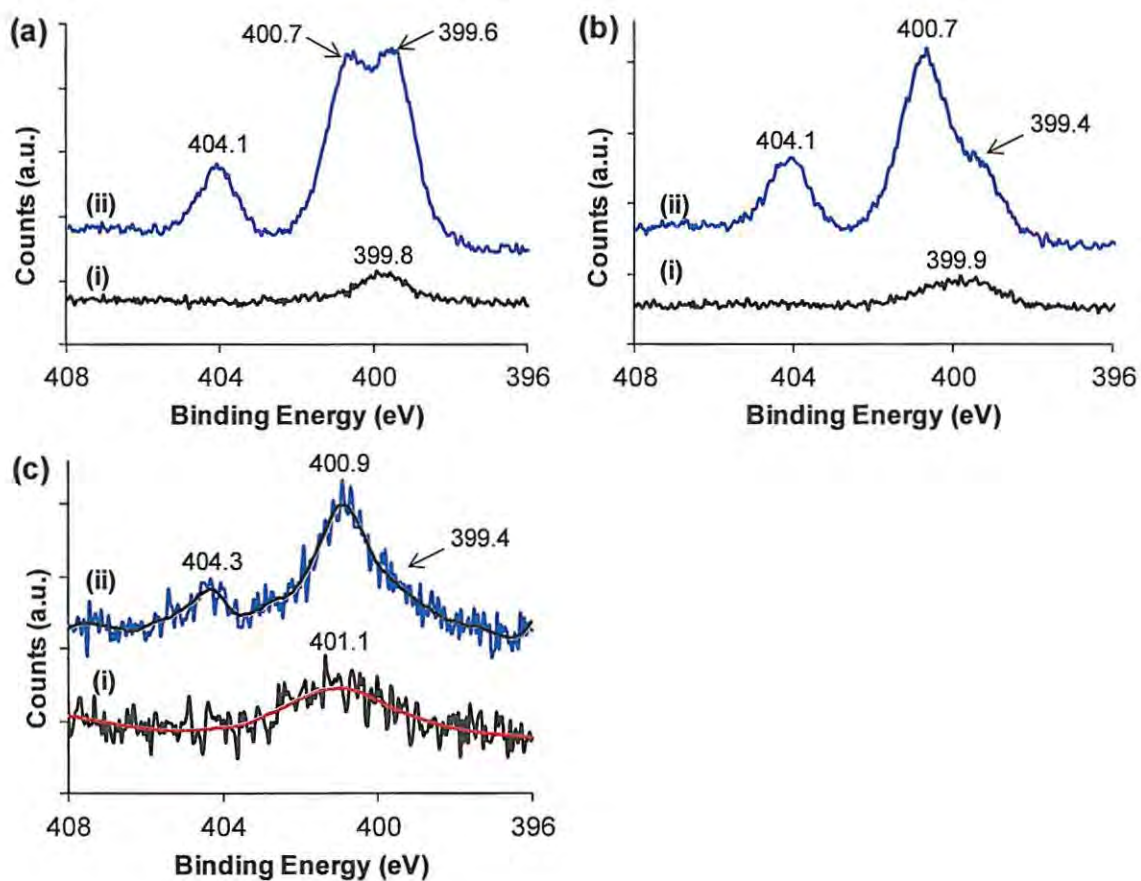 (a)
400.7
399.6
404.1
(ii)
399.8
(i)
Counts (a.u.)
408
404
400
396
Binding Energy (eV)
(b)
400.7
399.4
404.1
(ii)
399.9
(i)
Counts (a.u.)
408
404
400
396
Binding Energy (eV)
(c)
400.9
399.4
404.3
(ii)
401.1
(i)
Counts (a.u.)
408
404
400
396
Binding Energy (eV)